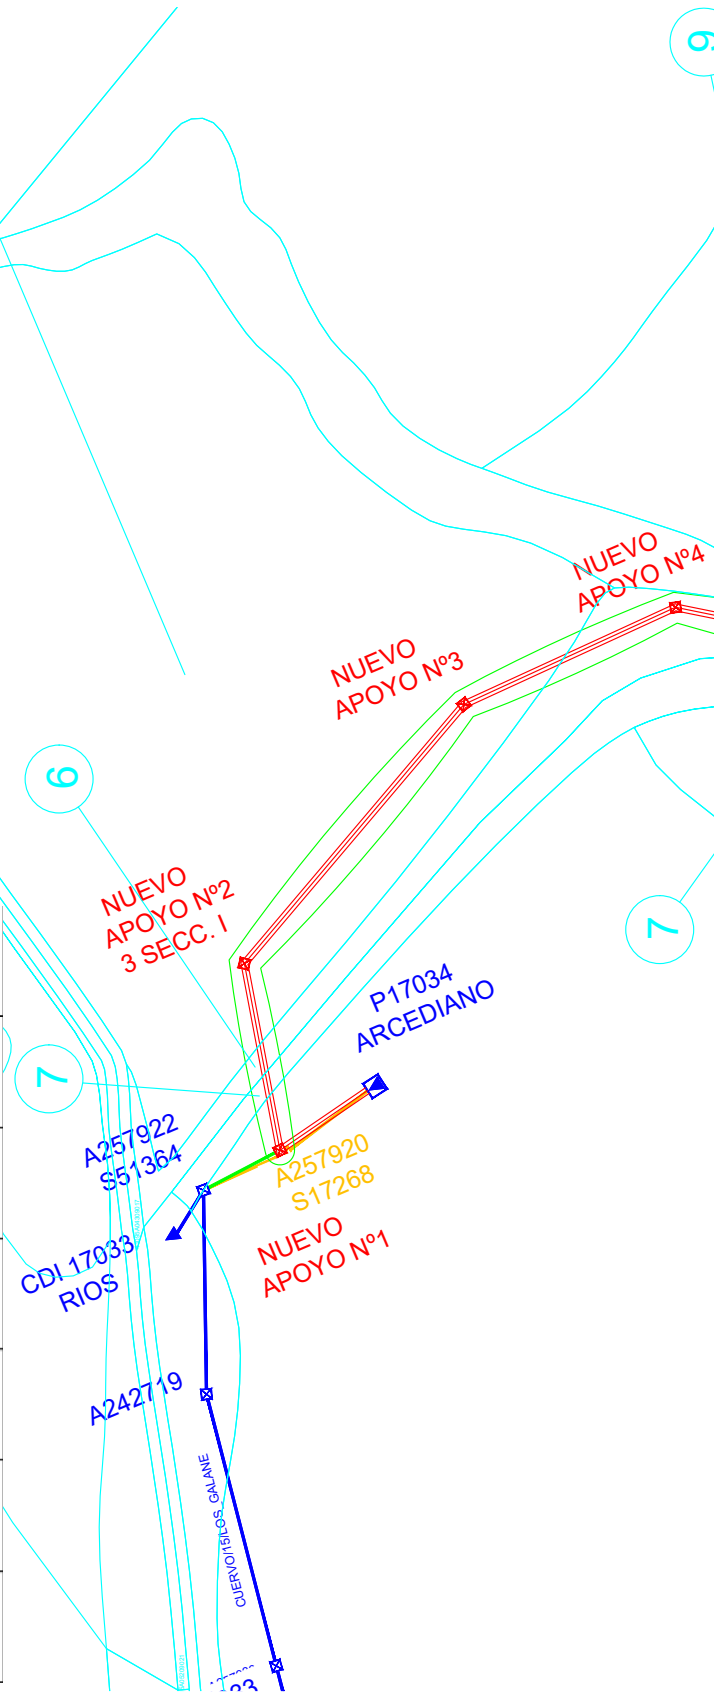 9
NUEVO
APOYO Nº4
NUEVO
APOYO Nº3
6
NUEVO
APOYO Nº2
3 SECC. I
7
P17034
ARCEDIANO
7
A257922
S51364
A257920
S17268
CDI 17033
RIOS
NUEVO
APOYO Nº1
A242719
CUERVO/15/LOS_GALANE